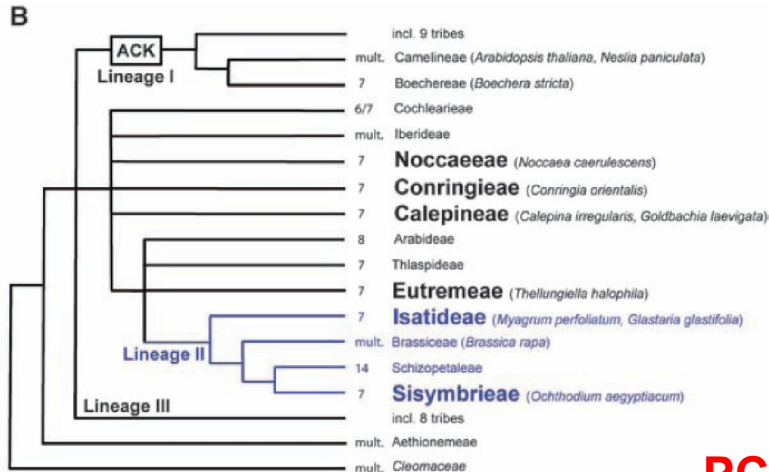 B
incl. 9 tribes
ACK
mult. Camelineae (Arabidopsis thaliana, Neslia paniculata)
Lineage I
7 Boechereae (Boechera stricta)
6/7 Cochlearieae
mult. Iberideae
7 Noccaeeae (Noccaea caerulescens)
7 Conringieae (Conringia orientalis)
7 Calepineae (Calepina irregularis, Goldbachia laevigata)
8 Arabideae
7 Thlaspideae
7 Eutremeae (Thellungiella halophila)
7 Isatideae (Myagrum perfoliatum, Glastaria glastifolia)
mult. Brassiceae (Brassica rapa)
Lineage II
14 Schizopetaleae
7 Sisymbrieae (Ochthodium aegyptiacum)
Lineage III
incl. 8 tribes
mult. Aethionemeae
mult. Cleomaceae